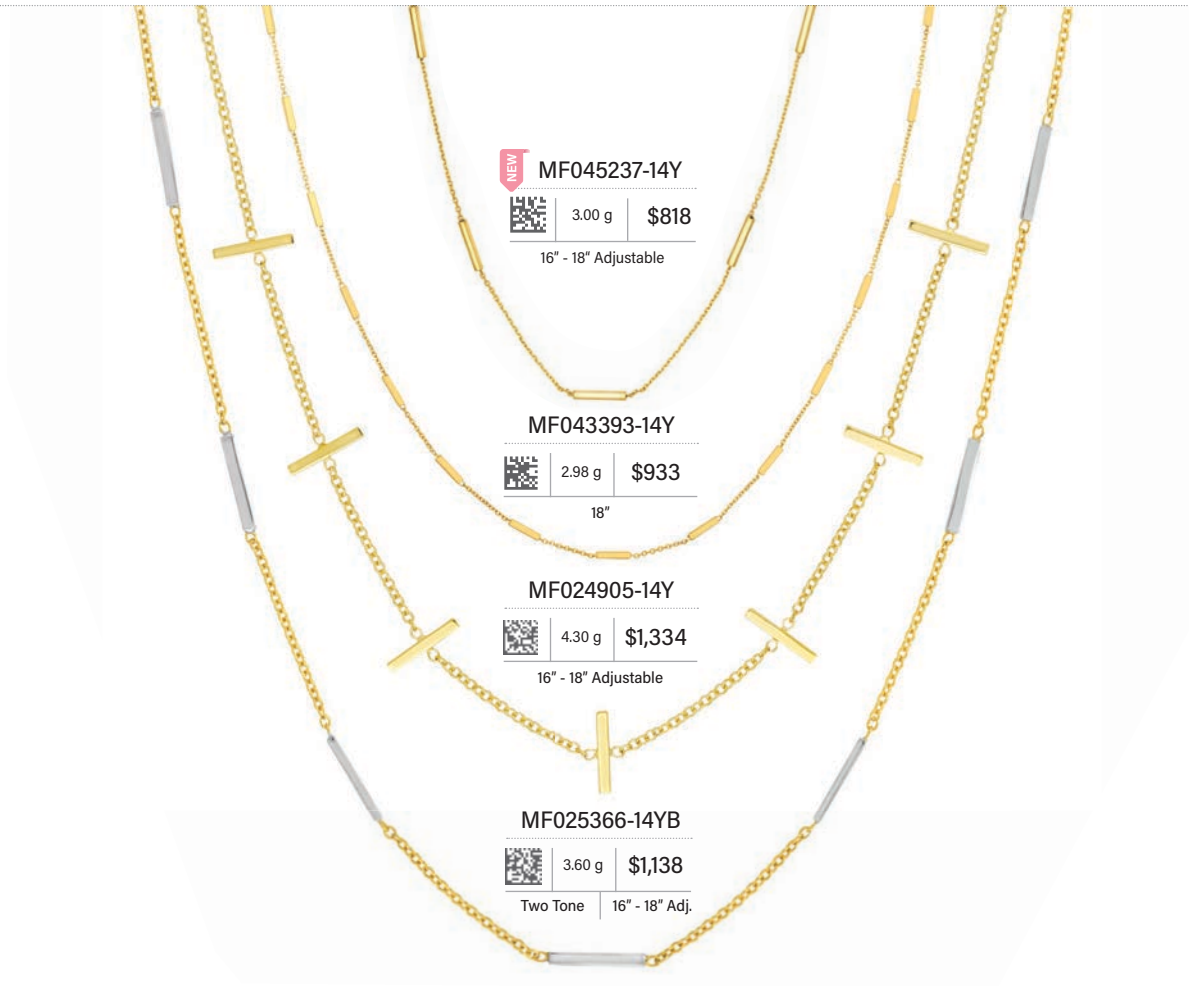 NEW
MF045237-14Y
3.00 g $818
16" - 18" Adjustable
MF043393-14Y
2.98 g $933
18"
MF024905-14Y
4.30 g $1,334
16" - 18" Adjustable
MF025366-14YB
3.60 g $1,138
Two Tone 16" - 18" Adj.